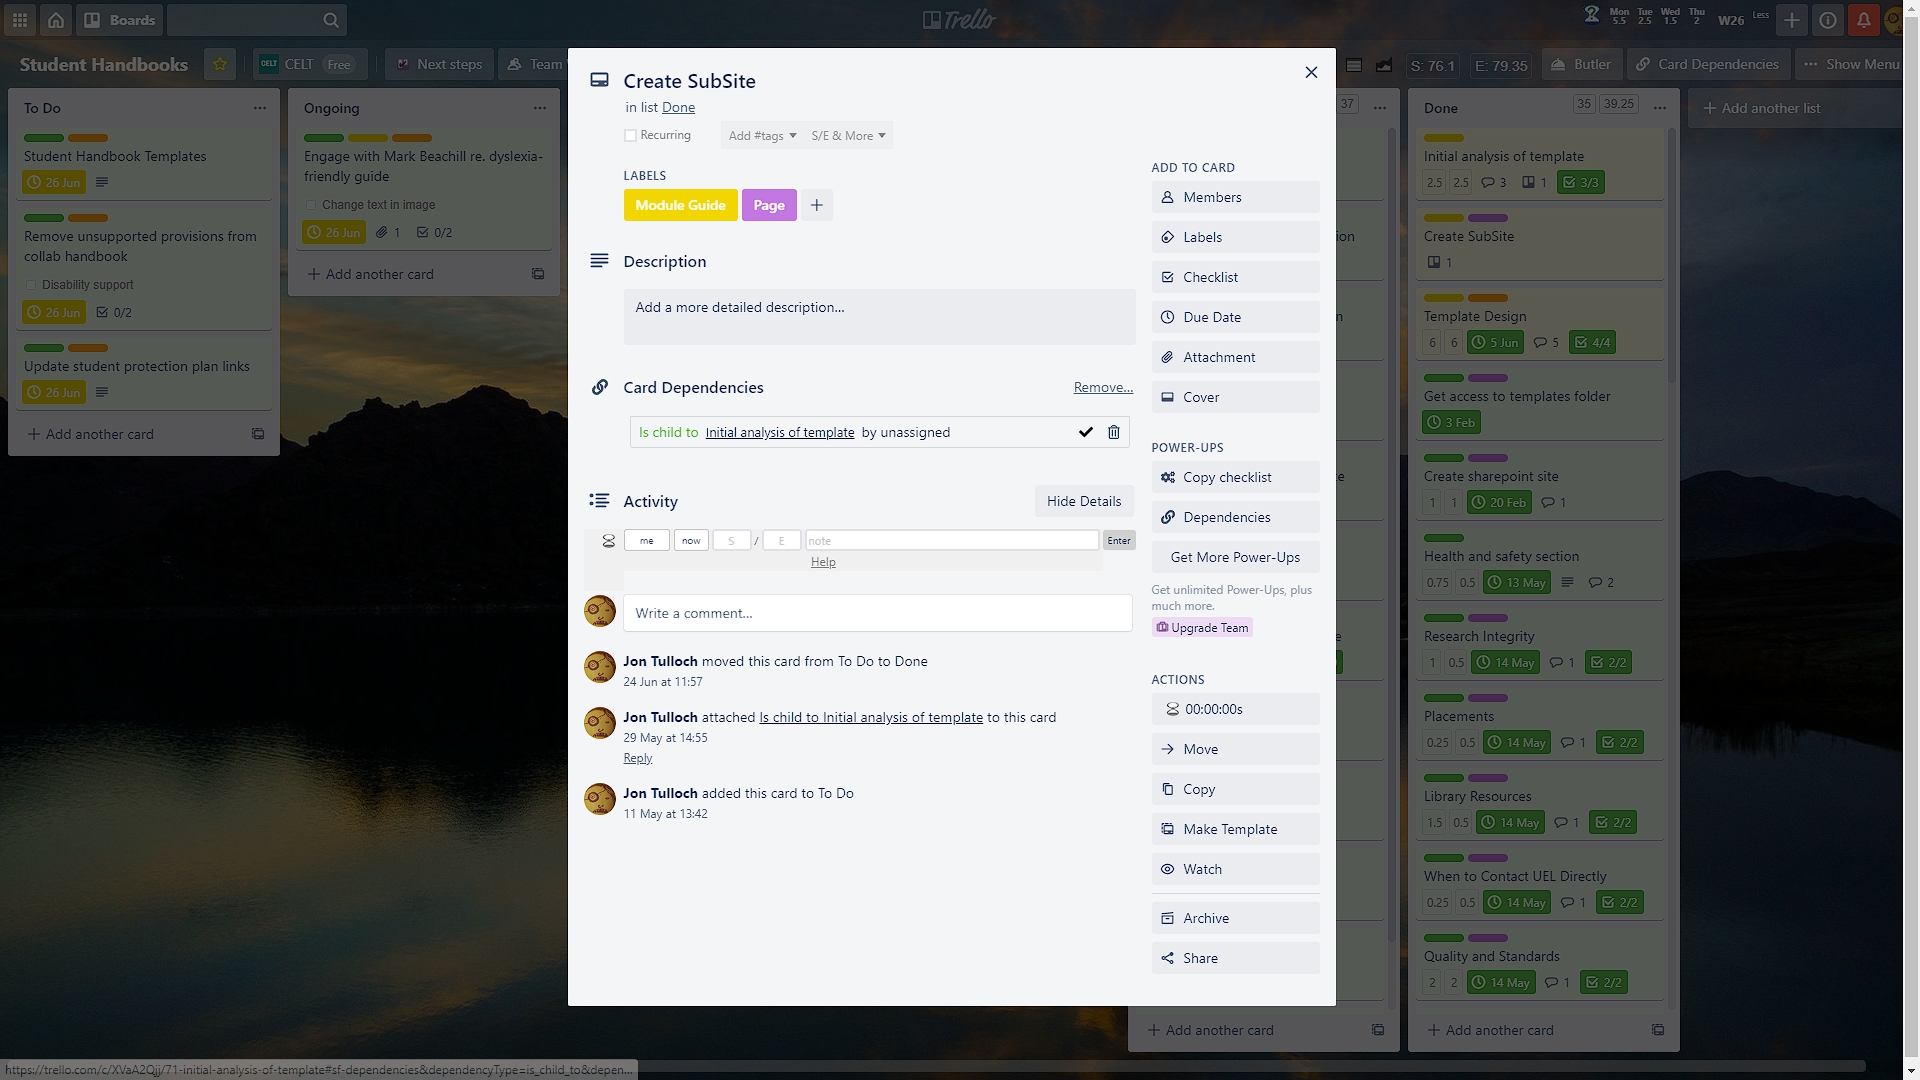 Boards
Trello
Mon
5.5
Tue
2.5
Wed
1.5
Thu
2
W26
Less
Student Handbooks
CELT CELT Free
Next steps
Team
S: 76.1
E: 79.35
Butler
Card Dependencies
Show Menu
To Do
Student Handbook Templates
26 Jun
Remove unsupported provisions from
collab handbook
Disability support
26 Jun 0/2
Update student protection plan links
26 Jun
Add another card
Ongoing
Engage with Mark Beachill re. dyslexia-
friendly guide
Change text in image
26 Jun 1 0/2
Add another card
Create SubSite
in list Done
Recurring Add #tags S/E & More
LABELS
Module Guide Page
Description
Add a more detailed description...
Card Dependencies Remove...
Is child to Initial analysis of template by unassigned
Activity Hide Details
me now S / E note Enter
Help
Write a comment...
Jon Tulloch moved this card from To Do to Done
24 Jun at 11:57
Jon Tulloch attached Is child to Initial analysis of template to this card
29 May at 14:55
Reply
Jon Tulloch added this card to To Do
11 May at 13:42
ADD TO CARD
Members
Labels
Checklist
Due Date
Attachment
Cover
POWER-UPS
Copy checklist
Dependencies
Get More Power-Ups
Get unlimited Power-Ups, plus
much more.
Upgrade Team
ACTIONS
00:00:00s
Move
Copy
Make Template
Watch
Archive
Share
37
Add another card
Done 35 39.25
Initial analysis of template
2.5 2.5 3 1 3/3
Create SubSite
1
Template Design
6 6 5 Jun 5 4/4
Get access to templates folder
3 Feb
Create sharepoint site
1 1 20 Feb 1
Health and safety section
0.75 0.5 13 May 2
Research Integrity
1 0.5 14 May 1 2/2
Placements
0.25 0.5 14 May 1 2/2
Library Resources
1.5 0.5 14 May 1 2/2
When to Contact UEL Directly
0.25 0.5 14 May 1 2/2
Quality and Standards
2 2 14 May 1 2/2
Add another card
Add another list
https://trello.com/c/XVaA2Qjj/71-initial-analysis-of-template#sf-dependencies&dependencyType=is_child_to&depen...